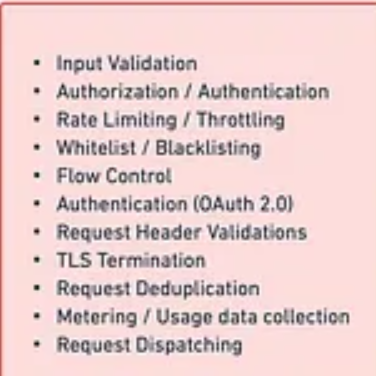 • Input Validation
• Authorization / Authentication
• Rate Limiting / Throttling
• Whitelist / Blacklisting
• Flow Control
• Authentication (OAuth 2.0)
• Request Header Validations
• TLS Termination
• Request Deduplication
• Metering / Usage data collection
• Request Dispatching